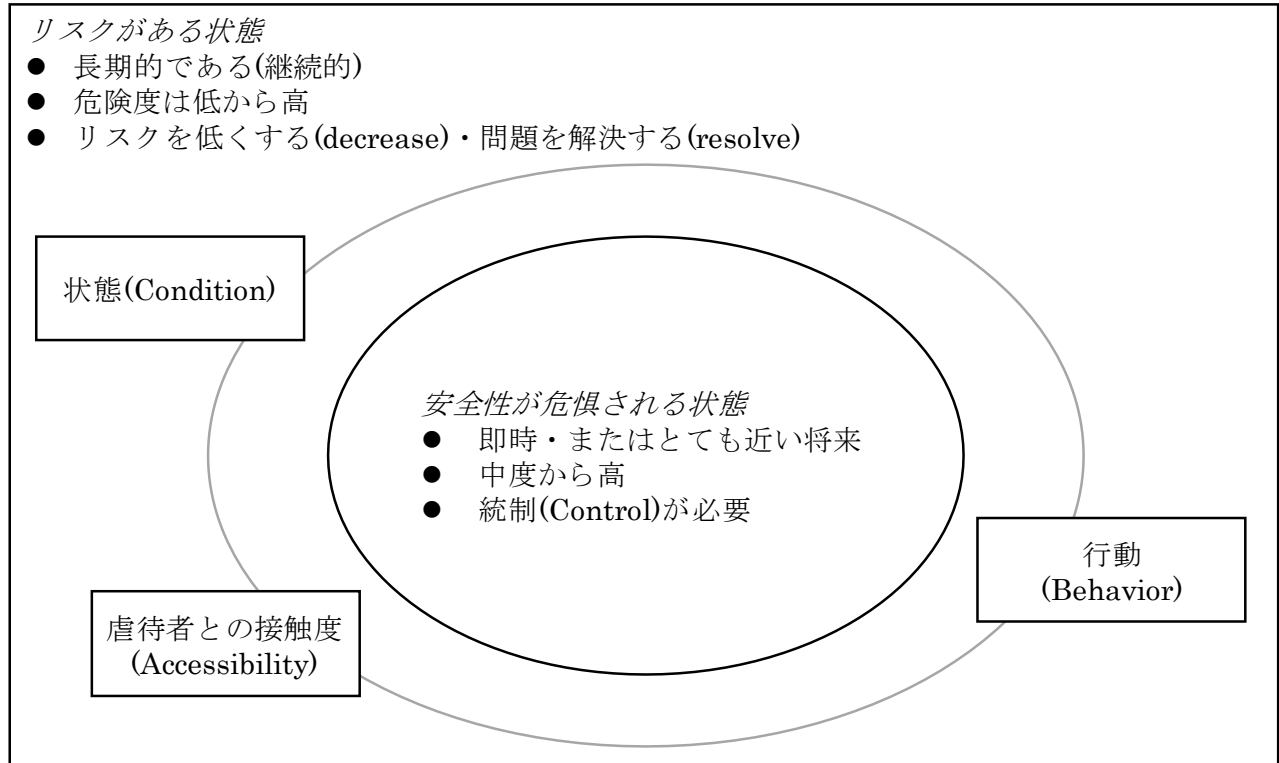 リスクがある状態
● 長期的である(継続的)
● 危険度は低から高
● リスクを低くする(decrease)・問題を解決する(resolve)
状態(Condition)
安全性が危惧される状態
● 即時・またはとても近い将来
● 中度から高
● 統制(Control)が必要
行動
(Behavior)
虐待者との接触度
(Accessibility)